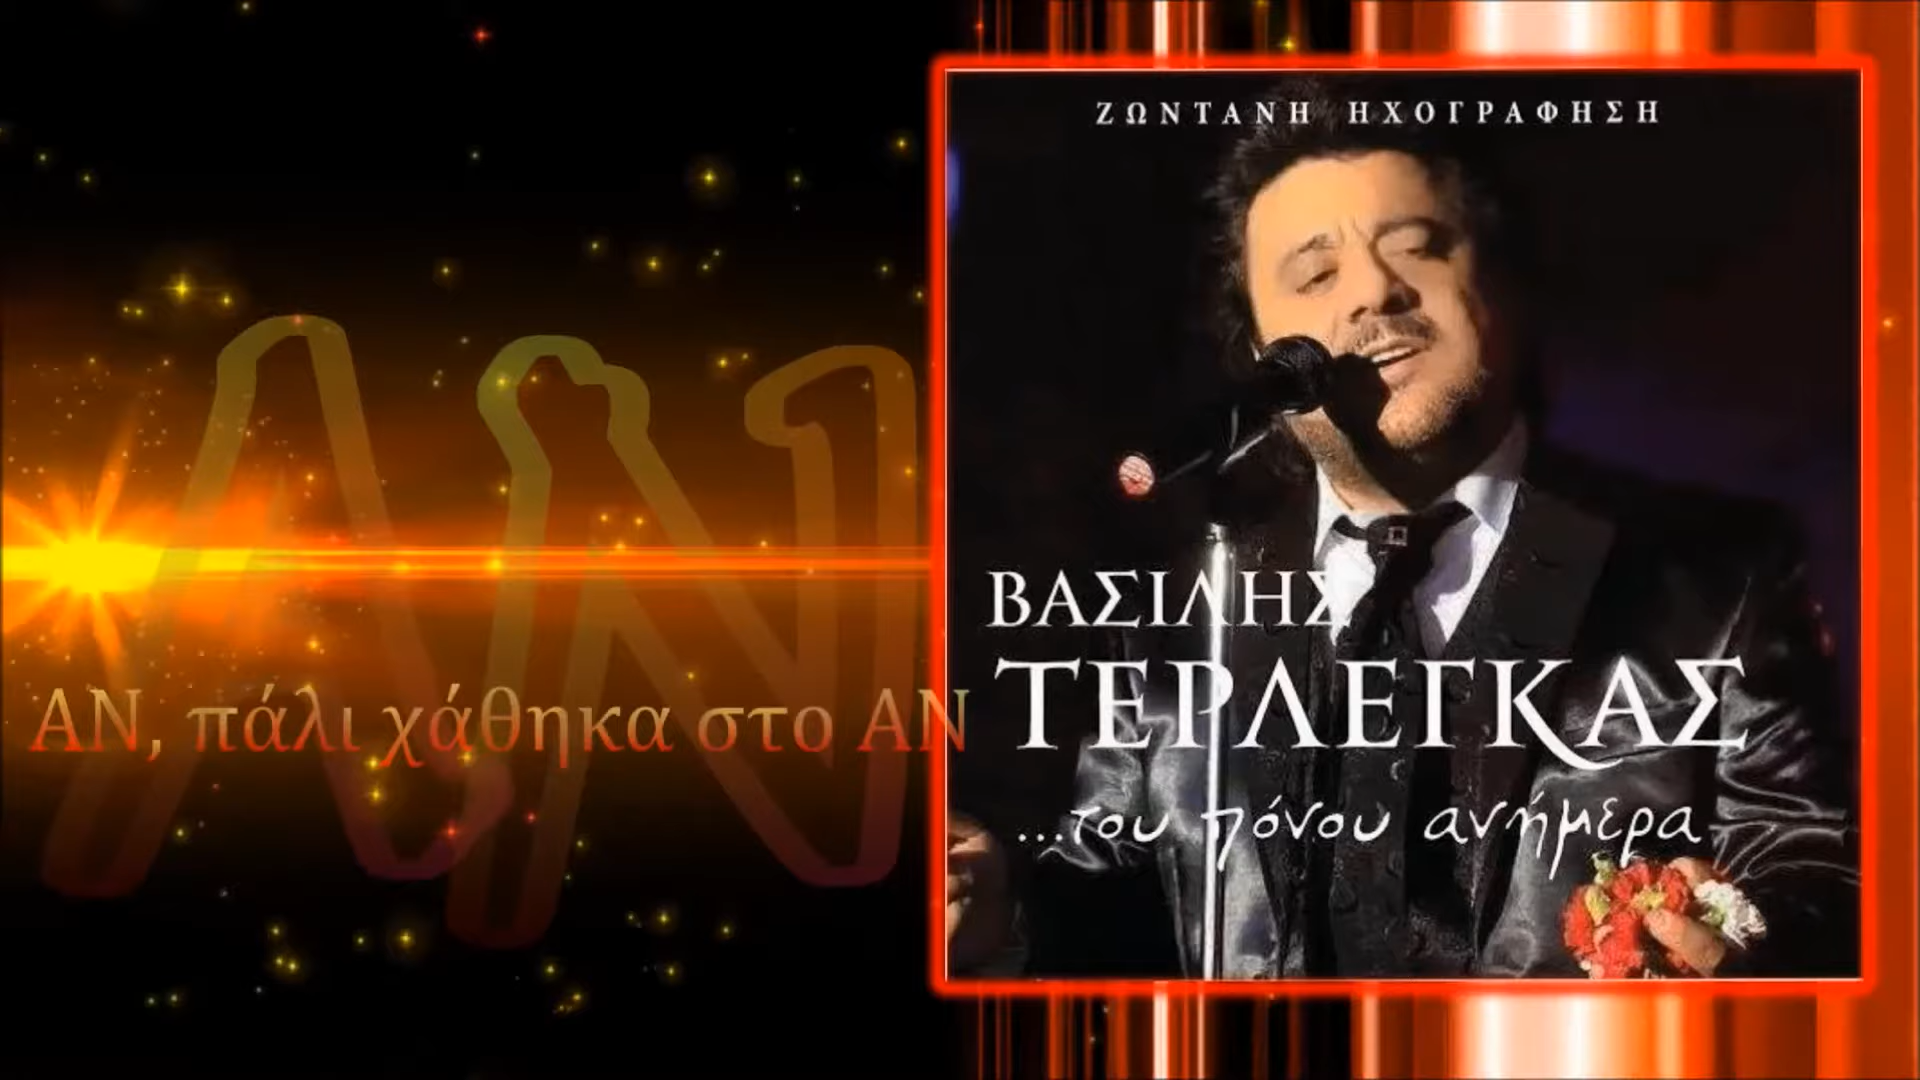 ΑΝ
ΑΝ, πάλι χάθηκα στο ΑΝ
ΖΩΝΤΑΝΗ ΗΧΟΓΡΑΦΗΣΗ
ΒΑΣΙΛΗΣ
ΤΕΡΛΕΓΚΑΣ
...του πόνου ανήμερα